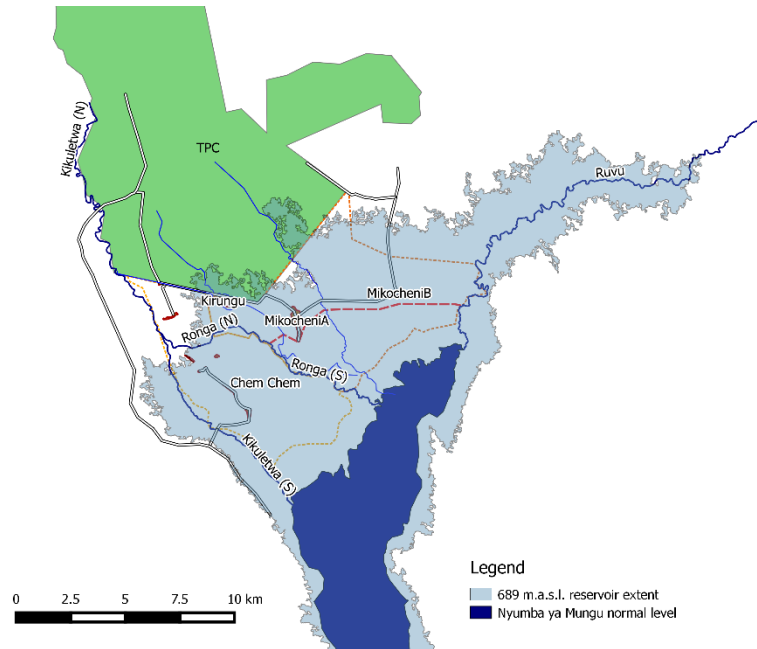 Kikuletwa (N)
TPC
Ruvu
Kirungu
MikocheniB
MikocheniA
Ronga (N)
Ronga (S)
Chem Chem
Kikuletwa (S)
Legend
689 m.a.s.l. reservoir extent
Nyumba ya Mungu normal level
0 2.5 5 7.5 10 km